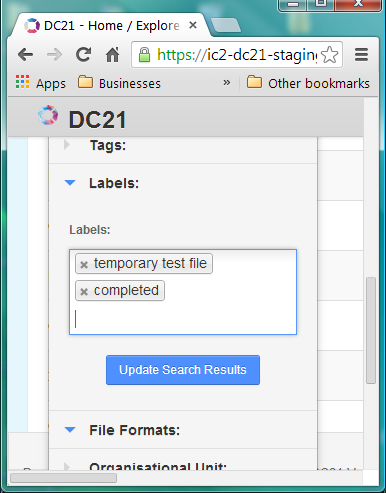 DC21 - Home / Explore
https://ic2-dc21-staging
Apps Businesses » Other bookmarks
DC21
Tags:
Labels:
Labels:
temporary test file
completed
Update Search Results
File Formats:
Organisational Unit: